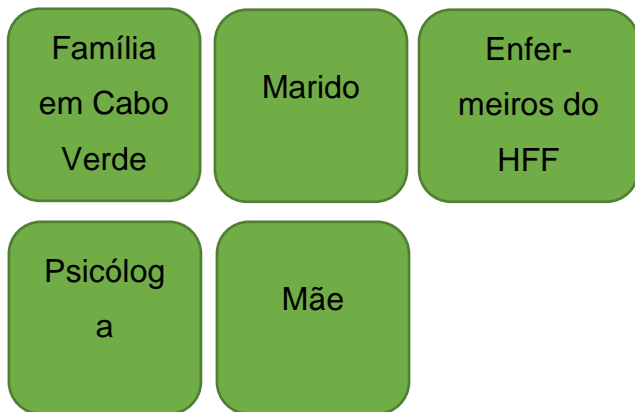 Família
em Cabo
Verde
Marido
Enfer-
meiros do
HFF
Psicólog
a
Mãe